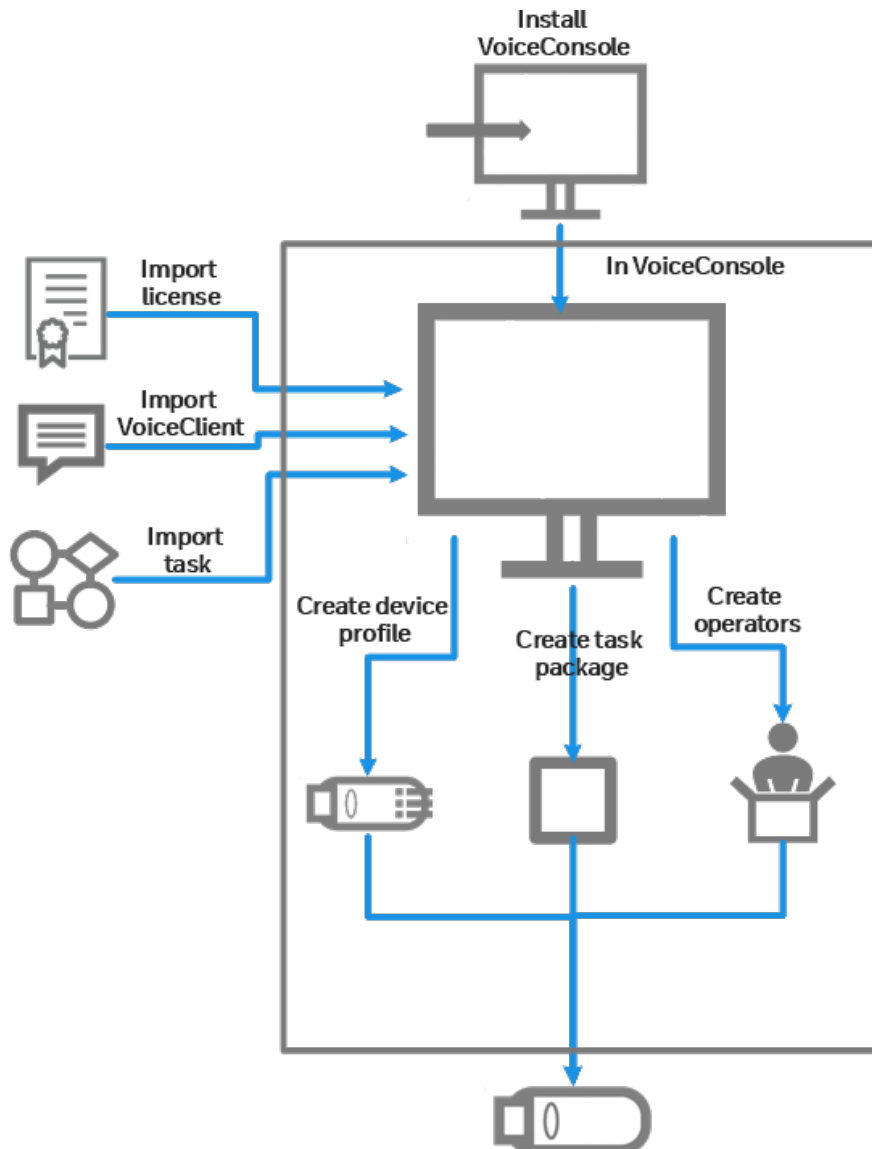 Install
VoiceConsole
In VoiceConsole
Import
license
Import
VoiceClient
Import
task
Create device
profile
Create task
package
Create
operators